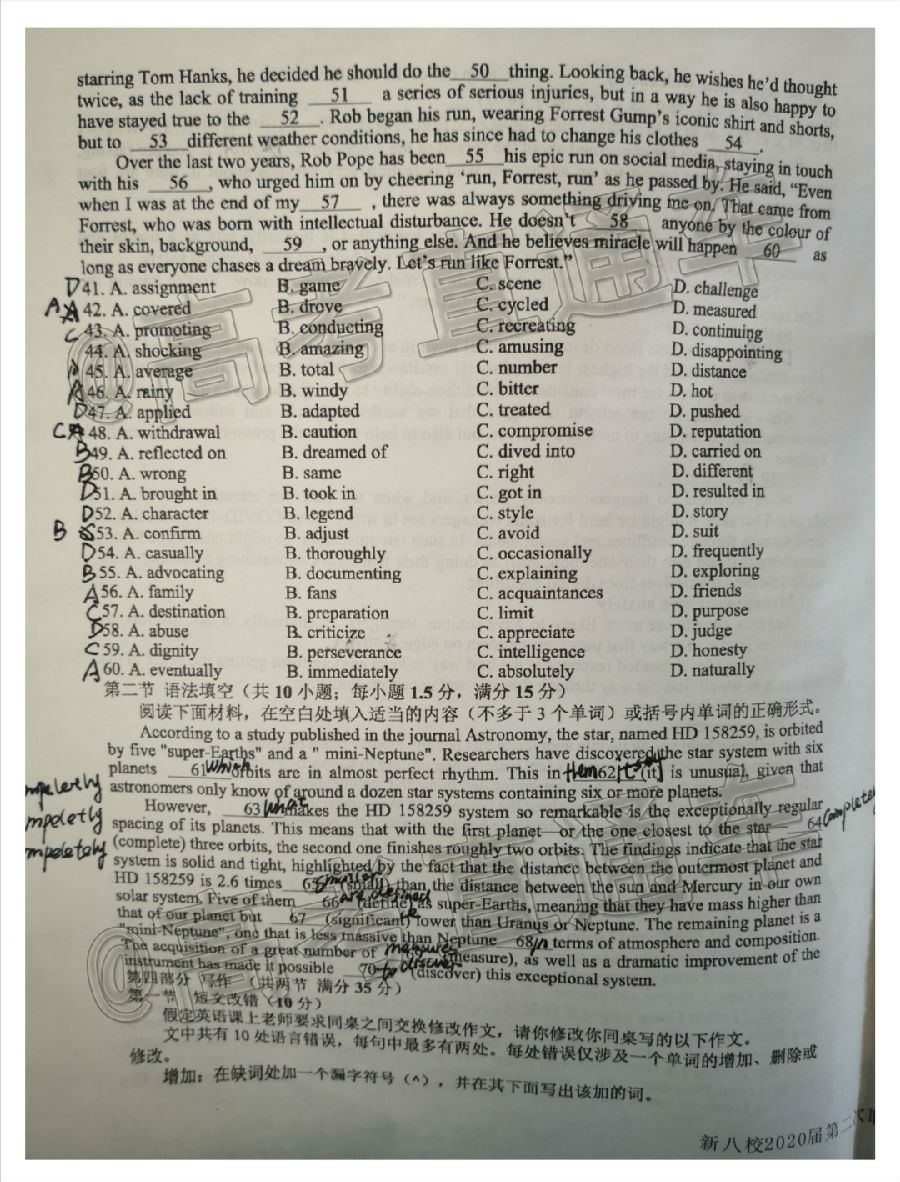 starring Tom Hanks, he decided he should do the 50 thing. Looking back, he wishes he'd thought
twice, as the lack of training 51 a series of serious injuries, but in a way he is also happy to
have stayed true to the 52 . Rob began his run, wearing Forrest Gump's iconic shirt and shorts,
but to 53 different weather conditions, he has since had to change his clothes 54 .
Over the last two years, Rob Pope has been 55 his epic run on social media, staying in touch
with his 56 , who urged him on by cheering 'run, Forrest, run' as he passed by. He said, "Even
when I was at the end of my 57 , there was always something driving me on. That came from
Forrest, who was born with intellectual disturbance. He doesn't 58 anyone by the colour of
their skin, background, 59 , or anything else. And he believes miracle will happen 60 as
long as everyone chases a dream bravely. Let's run like Forrest."
D 41. A. assignment B. game C. scene D. challenge
A A 42. A. covered B. drove C. cycled D. measured
C 43. A. promoting B. conducting C. recreating D. continuing
44. A. shocking B. amazing C. amusing D. disappointing
45. A. average B. total C. number D. distance
A 46. A. rainy B. windy C. bitter D. hot
D 47. A. applied B. adapted C. treated D. pushed
C A 48. A. withdrawal B. caution C. compromise D. reputation
B 49. A. reflected on B. dreamed of C. dived into D. carried on
B 50. A. wrong B. same C. right D. different
D 51. A. brought in B. took in C. got in D. resulted in
D 52. A. character B. legend C. style D. story
B 53. A. confirm B. adjust C. avoid D. suit
D 54. A. casually B. thoroughly C. occasionally D. frequently
B 55. A. advocating B. documenting C. explaining D. exploring
A 56. A. family B. fans C. acquaintances D. friends
C 57. A. destination B. preparation C. limit D. purpose
D 58. A. abuse B. criticize C. appreciate D. judge
C 59. A. dignity B. perseverance C. intelligence D. honesty
A 60. A. eventually B. immediately C. absolutely D. naturally
第二节 语法填空（共 10 小题；每小题 1.5 分，满分 15 分）
阅读下面材料，在空白处填入适当的内容（不多于 3 个单词）或括号内单词的正确形式。
According to a study published in the journal Astronomy, the star, named HD 158259, is orbited
by five "super-Earths" and a " mini-Neptune". Researchers have discovered the star system with six
planets 61 which orbits are in almost perfect rhythm. This in them 62 its (it) is unusual, given that
astronomers only know of around a dozen star systems containing six or more planets.
However, 63 what makes the HD 158259 system so remarkable is the exceptionally regular
spacing of its planets. This means that with the first planet—or the one closest to the star 64
(complete) three orbits, the second one finishes roughly two orbits. The findings indicate that the star
system is solid and tight, highlighted by the fact that the distance between the outermost planet and
HD 158259 is 2.6 times 65 smaller (small) than the distance between the sun and Mercury in our own
solar system. Five of them 66 are defined (define) as super-Earths, meaning that they have mass higher than
that of our planet but 67 (significant) lower than Uranus or Neptune. The remaining planet is a
"mini-Neptune", one that is less massive than Neptune 68 in terms of atmosphere and composition.
The acquisition of a great number of measures (measure), as well as a dramatic improvement of the
instrument has made it possible 70 to discover (discover) this exceptional system.
第四部分 写作（共两节 满分 35 分）
第一节 短文改错（10 分）
假定英语课上老师要求同桌之间交换修改作文，请你修改你同桌写的以下作文。
文中共有 10 处语言错误，每句中最多有两处。每处错误仅涉及一个单词的增加、删除或
修改。
增加：在缺词处加一个漏字符号（∧），并在其下面写出该加的词。
新八校2020届第二次
@高考直通车
@高考直通车